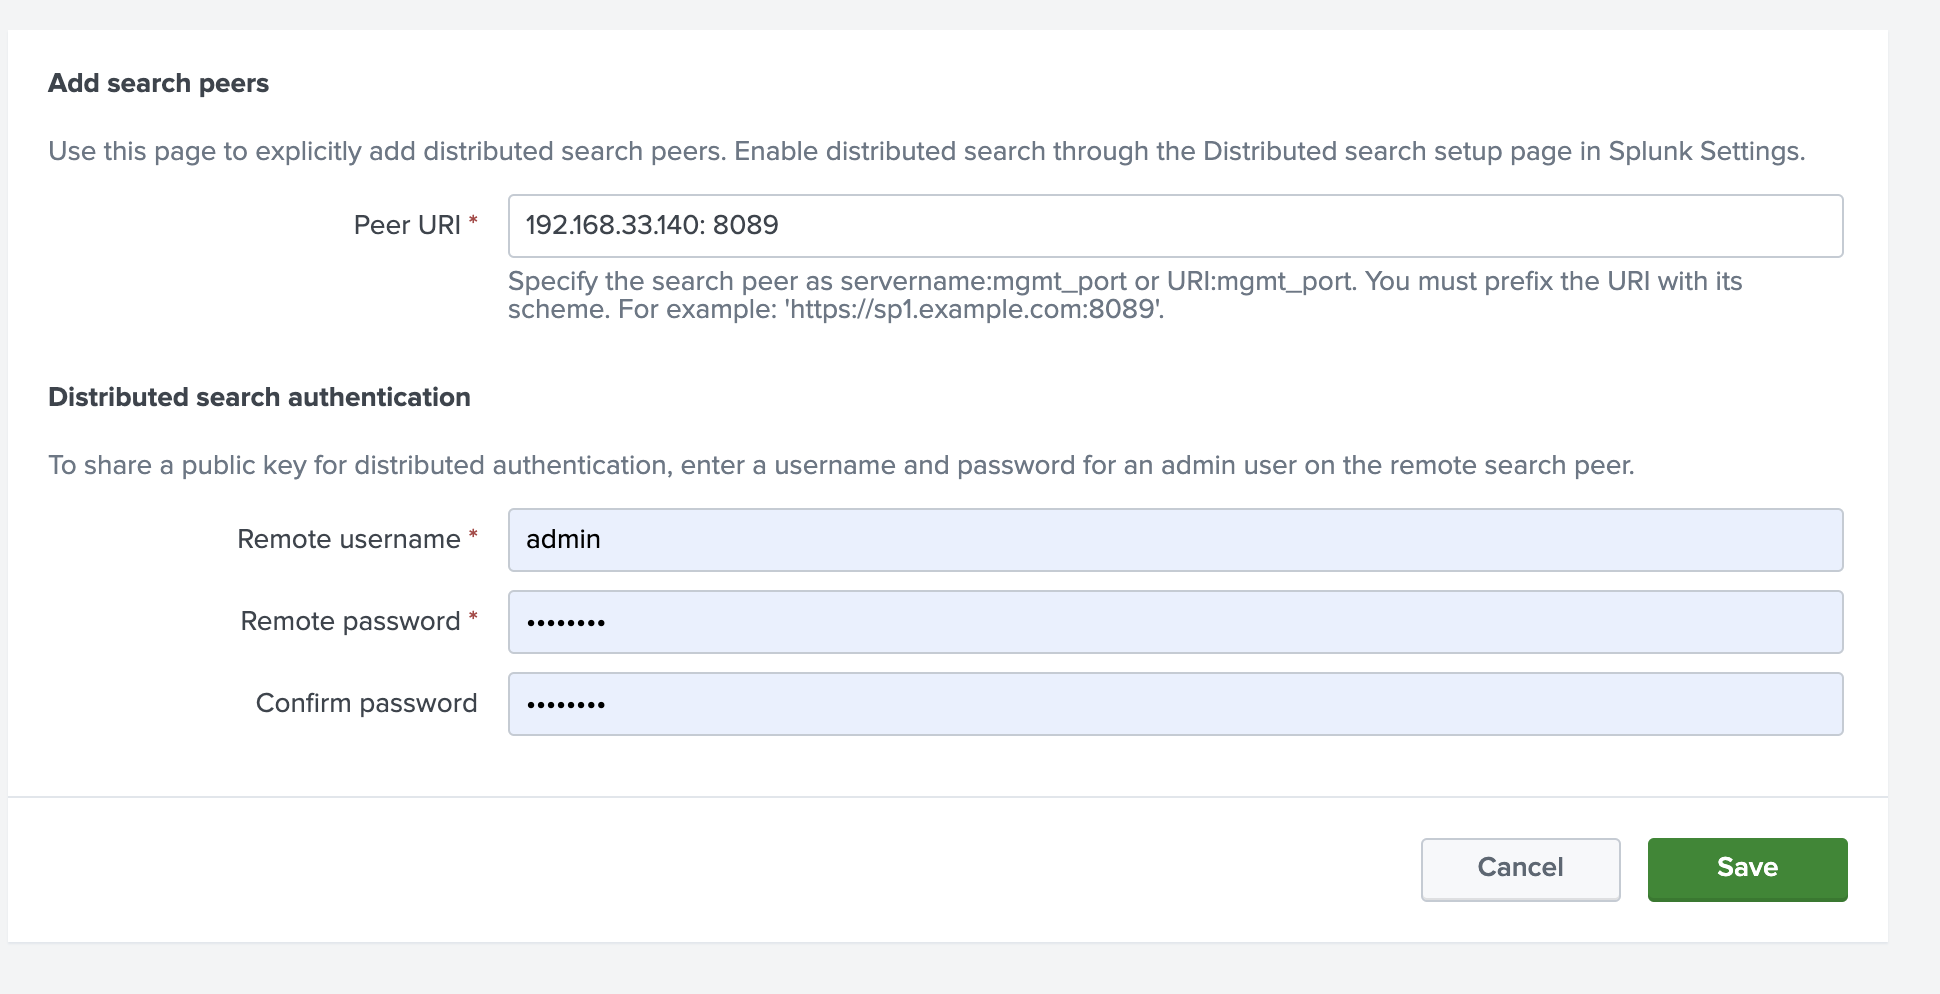 Add search peers
Use this page to explicitly add distributed search peers. Enable distributed search through the Distributed search setup page in Splunk Settings.
Peer URI * 192.168.33.140: 8089
Specify the search peer as servername:mgmt_port or URI:mgmt_port. You must prefix the URI with its
scheme. For example: 'https://sp1.example.com:8089'.
Distributed search authentication
To share a public key for distributed authentication, enter a username and password for an admin user on the remote search peer.
Remote username * admin
Remote password * ••••••••
Confirm password ••••••••
Cancel Save